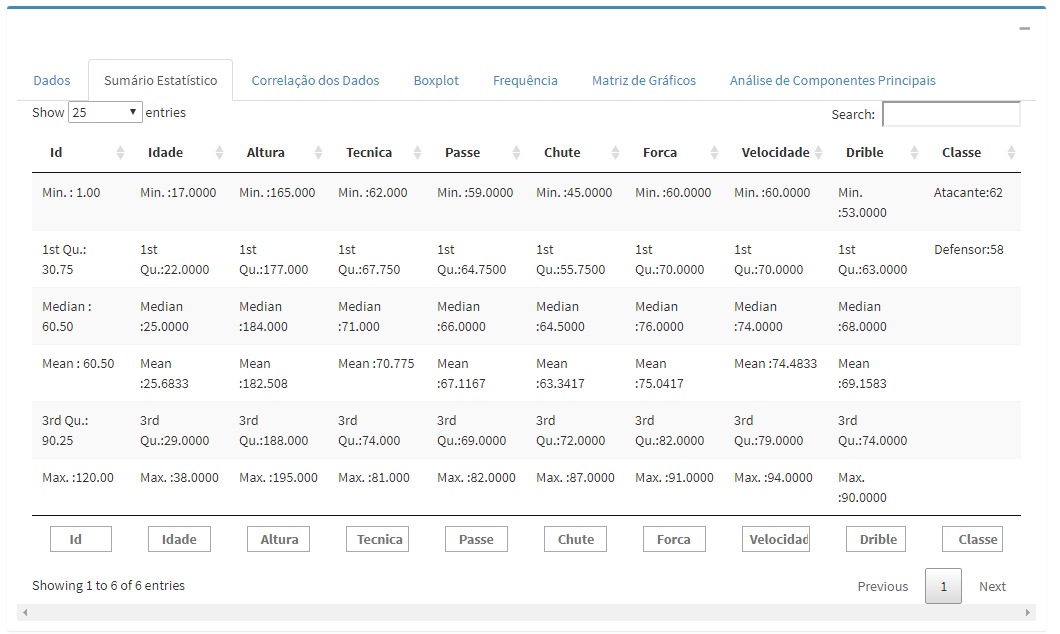 Dados Sumário Estatístico Correlação dos Dados Boxplot Frequência Matriz de Gráficos Análise de Componentes Principais
Show 25 entries Search:
Id Idade Altura Tecnica Passe Chute Forca Velocidade Drible Classe
Min. : 1.00 Min. :17.0000 Min. :165.000 Min. :62.000 Min. :59.0000 Min. :45.0000 Min. :60.0000 Min. :60.0000 Min. Atacante:62
:53.0000
1st Qu.: 1st 1st 1st 1st 1st 1st 1st 1st Defensor:58
30.75 Qu.:22.0000 Qu.:177.000 Qu.:67.750 Qu.:64.7500 Qu.:55.7500 Qu.:70.0000 Qu.:70.0000 Qu.:63.0000
Median : Median Median Median Median Median Median Median Median
60.50 :25.0000 :184.000 :71.000 :66.0000 :64.5000 :76.0000 :74.0000 :68.0000
Mean : 60.50 Mean Mean Mean :70.775 Mean Mean Mean Mean :74.4833 Mean
:25.6833 :182.508 :67.1167 :63.3417 :75.0417 :69.1583
3rd Qu.: 3rd 3rd 3rd 3rd 3rd 3rd 3rd 3rd
90.25 Qu.:29.0000 Qu.:188.000 Qu.:74.000 Qu.:69.0000 Qu.:72.0000 Qu.:82.0000 Qu.:79.0000 Qu.:74.0000
Max. :120.00 Max. :38.0000 Max. :195.000 Max. :81.000 Max. :82.0000 Max. :87.0000 Max. :91.0000 Max. :94.0000 Max.
:90.0000
Id Idade Altura Tecnica Passe Chute Forca Velocidad Drible Classe
Showing 1 to 6 of 6 entries Previous 1 Next